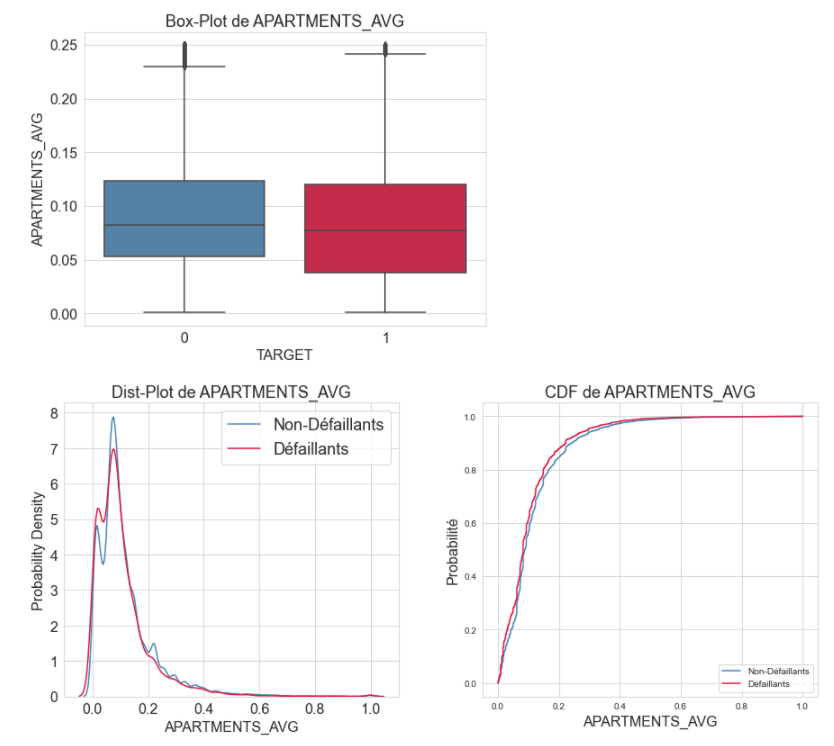 Box-Plot de APARTMENTS_AVG
0.25
0.20
0.15
0.10
0.05
0.00
APARTMENTS_AVG
0
1
TARGET
Dist-Plot de APARTMENTS_AVG
8
7
6
5
4
3
2
1
0
Probability Density
Non-Défaillants
Défaillants
0.0
0.2
0.4
0.6
0.8
1.0
APARTMENTS_AVG
CDF de APARTMENTS_AVG
1.0
0.8
0.6
0.4
0.2
0.0
Probabilité
Non-Défaillants
Défaillants
0.0
0.2
0.4
0.6
0.8
1.0
APARTMENTS_AVG